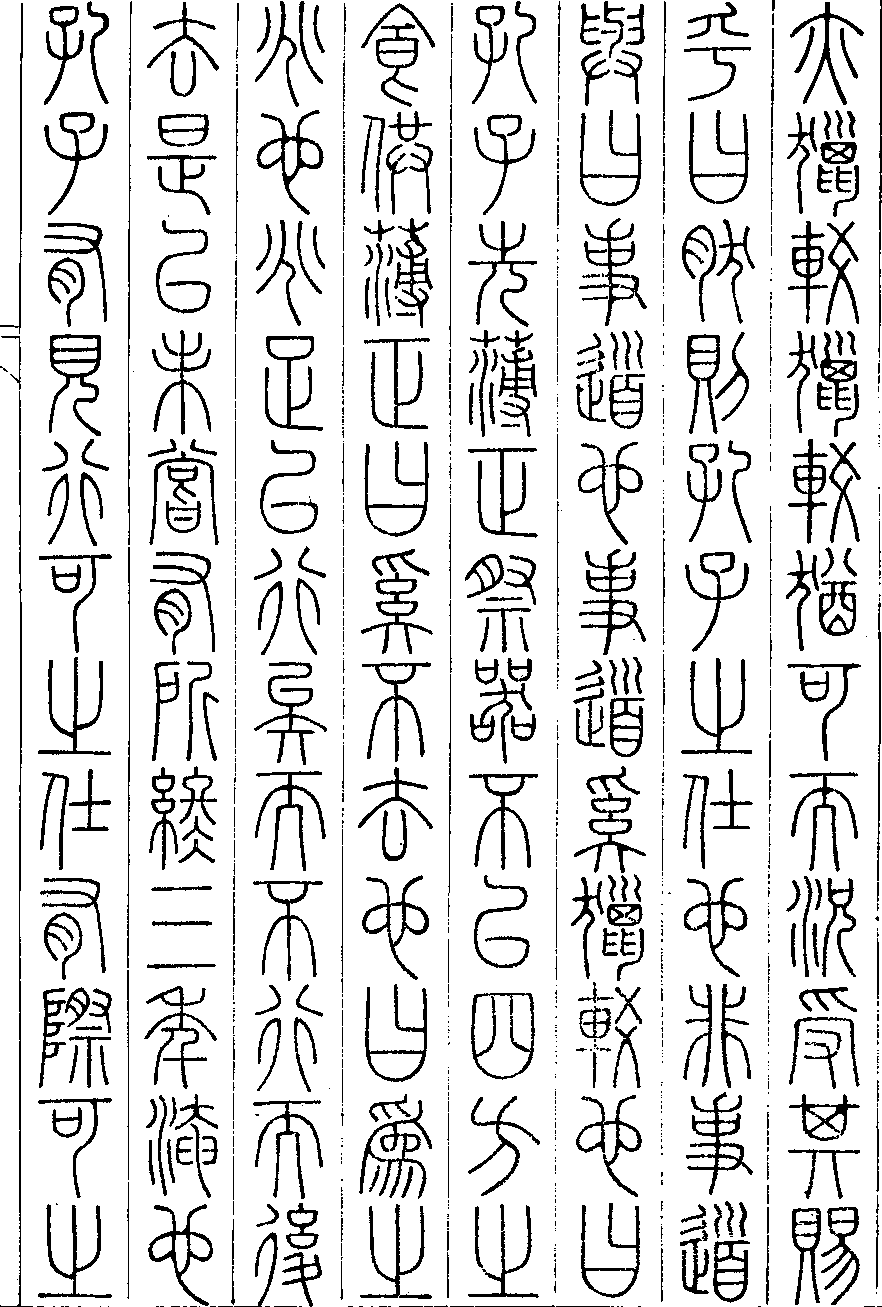 亦獵較獵較猶可而況受其賜
乎曰然則孔子之仕也非事道
與曰事道也事道奚獵較也曰
孔子先薄正祭器不以四方之
食供薄正曰奚不去也曰為之
兆也兆足以行矣而不行而後
去是以未嘗有所終三年淹也
孔子有見行可之仕有際可之